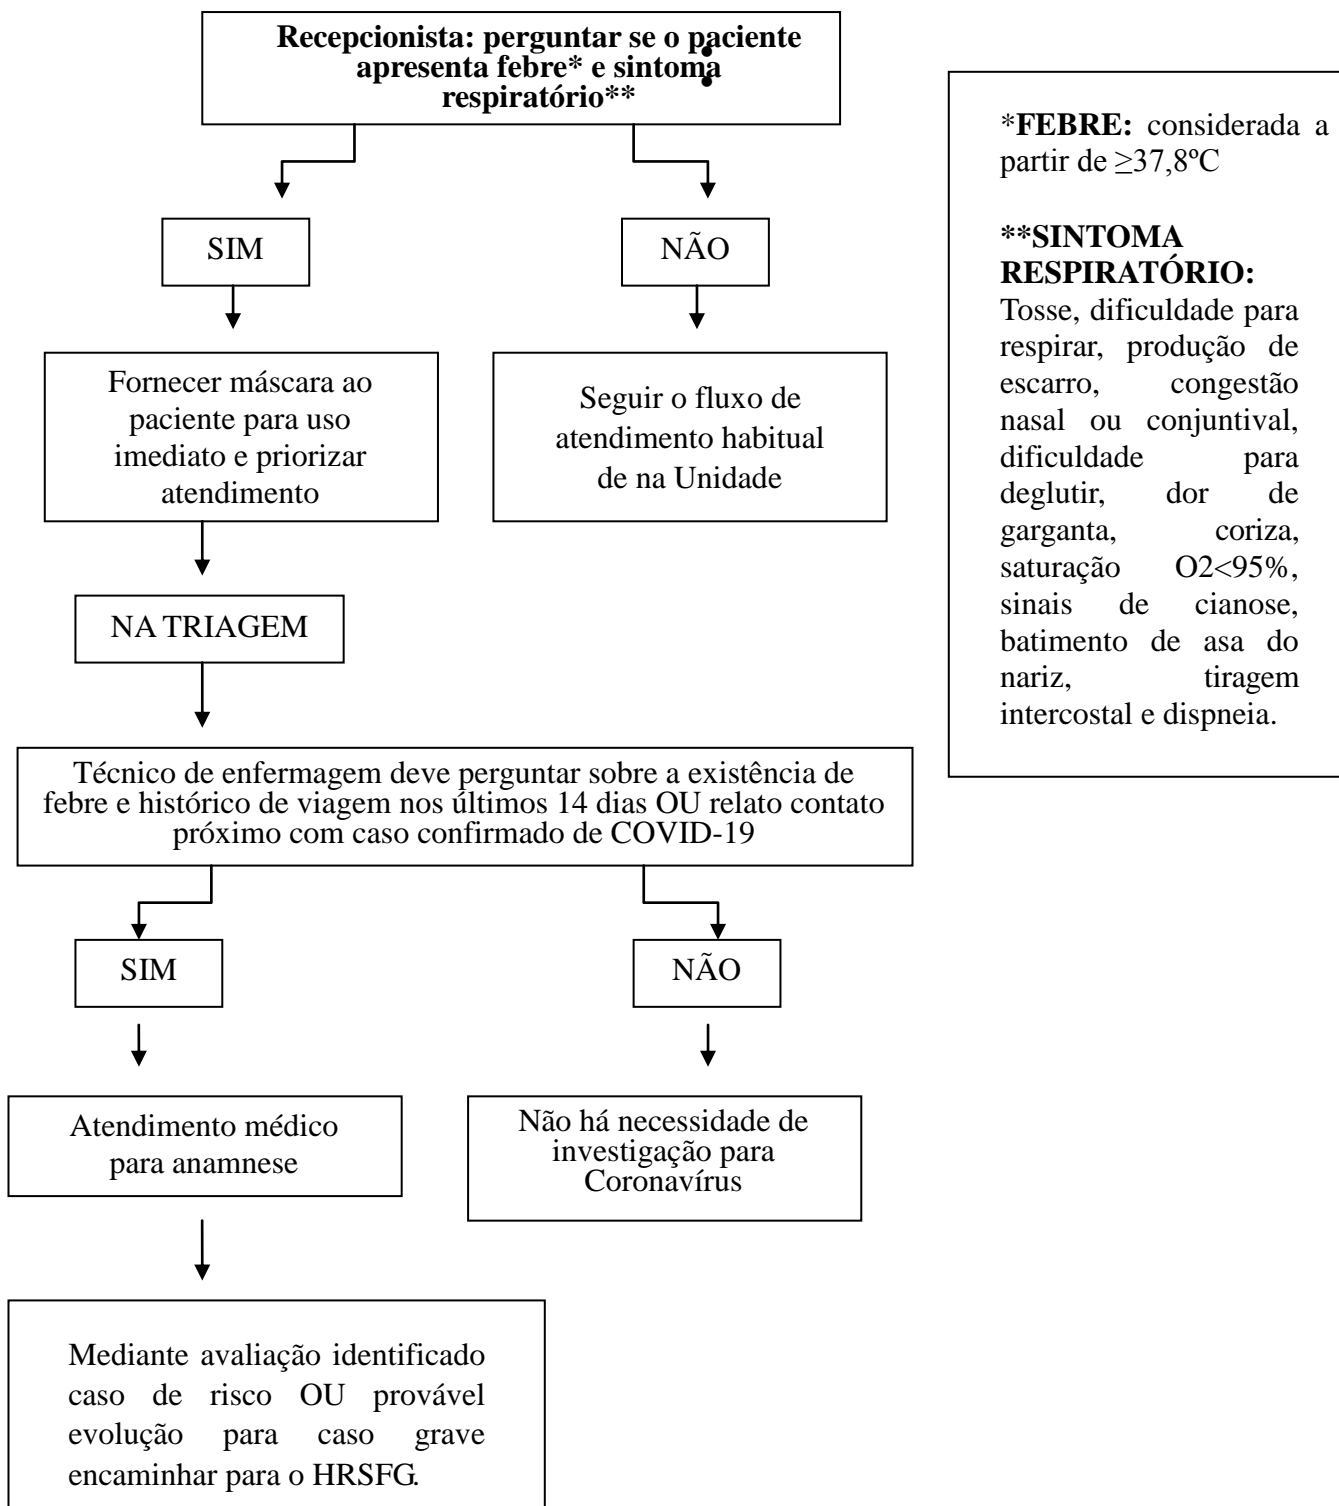 Recepcionista: perguntar se o paciente
apresenta febre* e sintoma
respiratório**
SIM
NÃO
Fornecer máscara ao
paciente para uso
imediato e priorizar
atendimento
Seguir o fluxo de
atendimento habitual
de na Unidade
NA TRIAGEM
Técnico de enfermagem deve perguntar sobre a existência de
febre e histórico de viagem nos últimos 14 dias OU relato contato
próximo com caso confirmado de COVID-19
SIM
NÃO
Atendimento médico
para anamnese
Não há necessidade de
investigação para
Coronavírus
Mediante avaliação identificado
caso de risco OU provável
evolução para caso grave
encaminhar para o HRSFG.
*FEBRE: considerada a
partir de ≥37,8ºC
**SINTOMA
RESPIRATÓRIO:
Tosse, dificuldade para
respirar, produção de
escarro, congestão
nasal ou conjuntival,
dificuldade para
deglutir, dor de
garganta, coriza,
saturação O2<95%,
sinais de cianose,
batimento de asa do
nariz, tiragem
intercostal e dispneia.